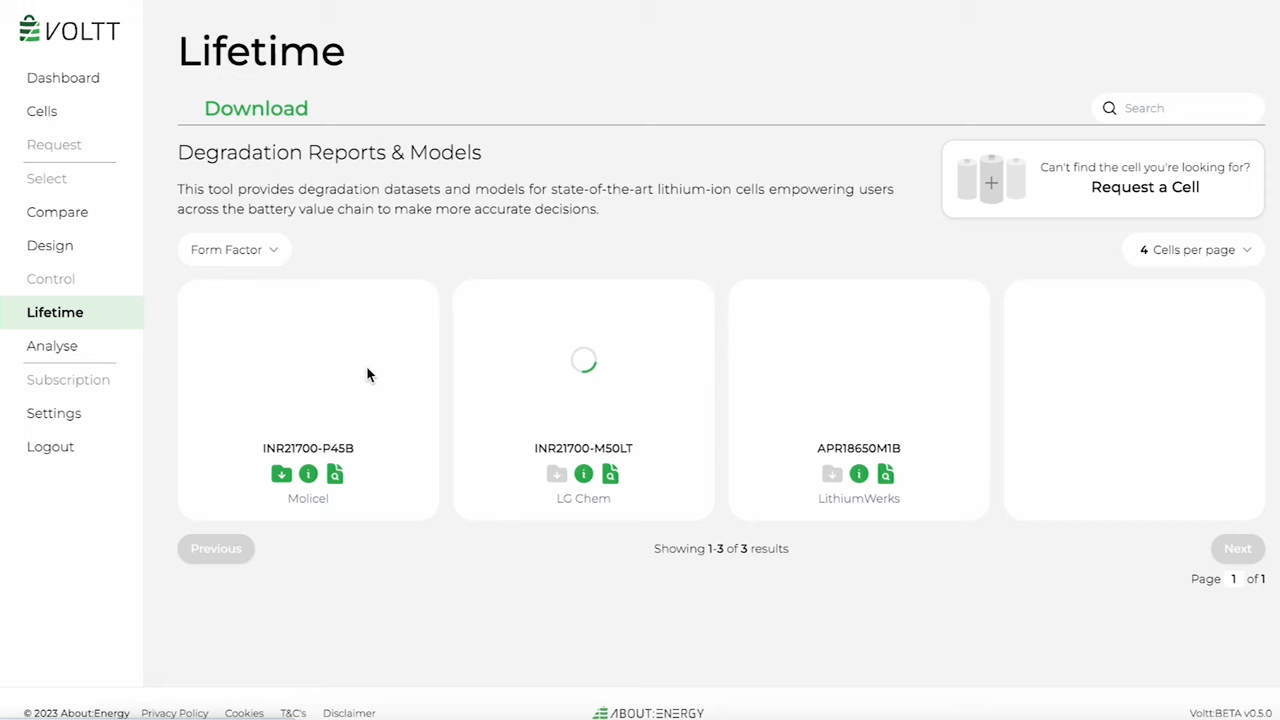 VOLTT
Dashboard
Cells
Request
Select
Compare
Design
Control
Lifetime
Analyse
Subscription
Settings
Logout
Lifetime
Download
Search
Degradation Reports & Models
This tool provides degradation datasets and models for state-of-the-art lithium-ion cells empowering users
across the battery value chain to make more accurate decisions.
Can't find the cell you're looking for?
Request a Cell
Form Factor
4 Cells per page
INR21700-P45B
Molicel
INR21700-M50LT
LG Chem
APR18650M1B
LithiumWerks
Previous
Showing 1-3 of 3 results
Next
Page 1 of 1
© 2023 About:Energy Privacy Policy Cookies T&C's Disclaimer
ABOUT:ENERGY
Voltt:BETA v0.5.0